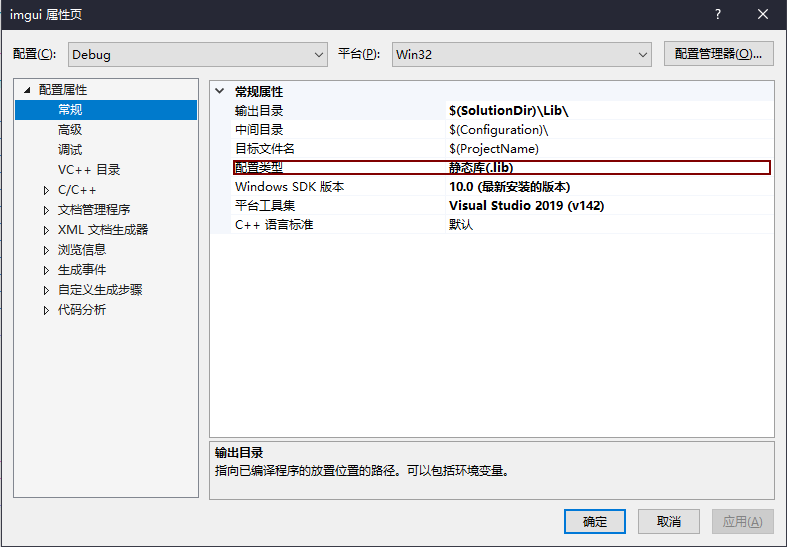 imgui 属性页
配置(C): Debug 平台(P): Win32 配置管理器(O)...
配置属性
常规
高级
调试
VC++ 目录
C/C++
文档管理程序
XML 文档生成器
浏览信息
生成事件
自定义生成步骤
代码分析
常规属性
输出目录 $(SolutionDir)\Lib\
中间目录 $(Configuration)\
目标文件名 $(ProjectName)
配置类型 静态库(.lib)
Windows SDK 版本 10.0 (最新安装的版本)
平台工具集 Visual Studio 2019 (v142)
C++ 语言标准 默认
输出目录
指向已编译程序的放置位置的路径。可以包括环境变量。
确定 取消 应用(A)